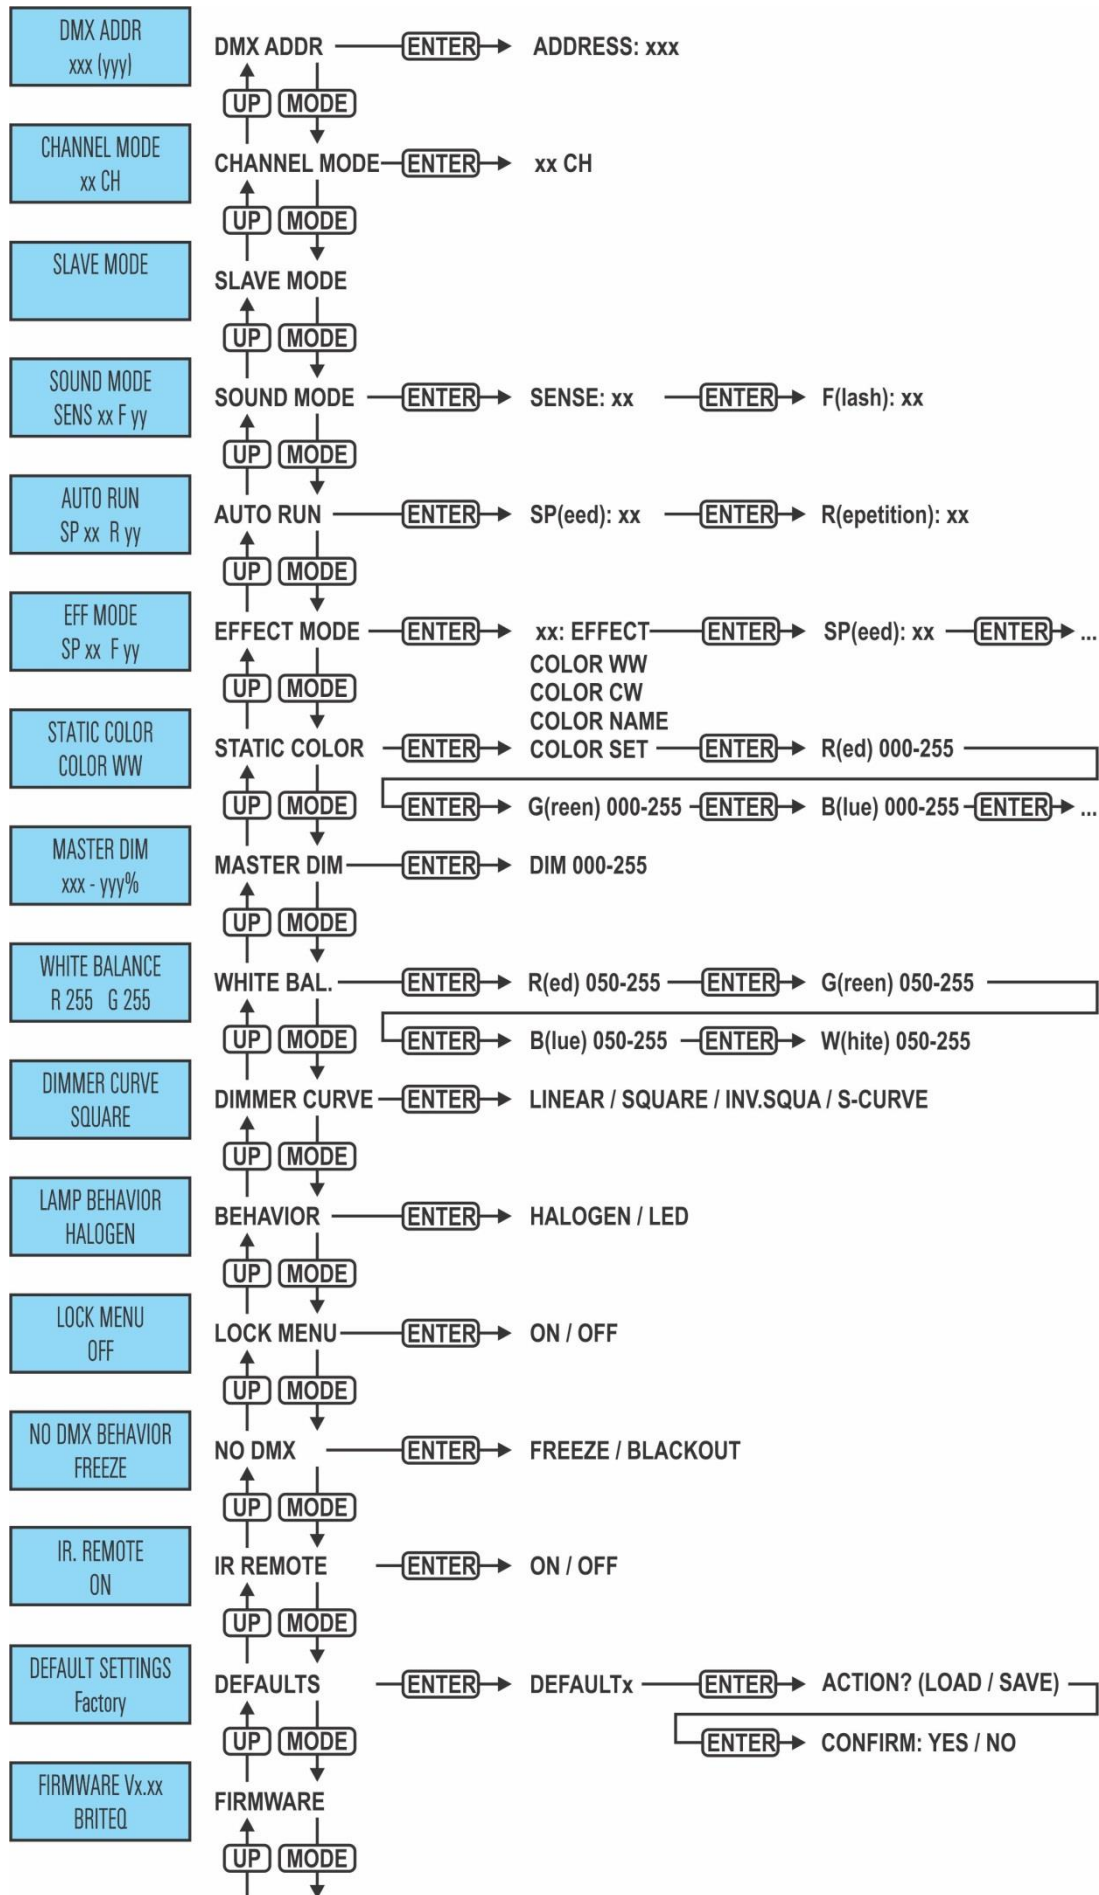 DMX ADDR
xxx (yyy)
DMX ADDR ENTER ADDRESS: xxx
UP MODE
CHANNEL MODE
xx CH
CHANNEL MODE ENTER xx CH
UP MODE
SLAVE MODE
SLAVE MODE
UP MODE
SOUND MODE
SENS xx F yy
SOUND MODE ENTER SENSE: xx ENTER F(lash): xx
UP MODE
AUTO RUN
SP xx R yy
AUTO RUN ENTER SP(eed): xx ENTER R(epetition): xx
UP MODE
EFF MODE
SP xx F yy
EFFECT MODE ENTER xx: EFFECT ENTER SP(eed): xx ENTER ...
UP MODE
COLOR WW
COLOR CW
COLOR NAME
STATIC COLOR
COLOR WW
STATIC COLOR ENTER COLOR SET ENTER R(ed) 000-255
UP MODE
ENTER G(reen) 000-255 ENTER B(lue) 000-255 ENTER ...
MASTER DIM
xxx - yyy%
MASTER DIM ENTER DIM 000-255
UP MODE
WHITE BALANCE
R 255 G 255
WHITE BAL. ENTER R(ed) 050-255 ENTER G(reen) 050-255
UP MODE
ENTER B(lue) 050-255 ENTER W(hite) 050-255
DIMMER CURVE
SQUARE
DIMMER CURVE ENTER LINEAR / SQUARE / INV.SQUA / S-CURVE
UP MODE
LAMP BEHAVIOR
HALOGEN
BEHAVIOR ENTER HALOGEN / LED
UP MODE
LOCK MENU
OFF
LOCK MENU ENTER ON / OFF
UP MODE
NO DMX BEHAVIOR
FREEZE
NO DMX ENTER FREEZE / BLACKOUT
UP MODE
IR. REMOTE
ON
IR REMOTE ENTER ON / OFF
UP MODE
DEFAULT SETTINGS
Factory
DEFAULTS ENTER DEFAULTx ENTER ACTION? (LOAD / SAVE)
UP MODE
ENTER CONFIRM: YES / NO
FIRMWARE Vx.xx
BRITEQ
FIRMWARE
UP MODE